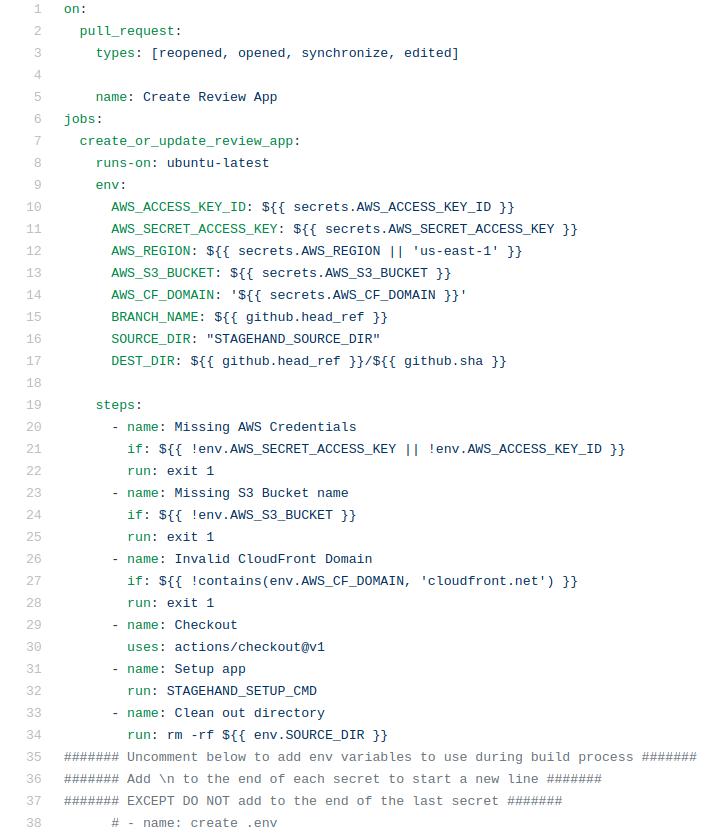 1 on:
2   pull_request:
3     types: [reopened, opened, synchronize, edited]
4
5     name: Create Review App
6 jobs:
7   create_or_update_review_app:
8     runs-on: ubuntu-latest
9     env:
10       AWS_ACCESS_KEY_ID: ${{ secrets.AWS_ACCESS_KEY_ID }}
11       AWS_SECRET_ACCESS_KEY: ${{ secrets.AWS_SECRET_ACCESS_KEY }}
12       AWS_REGION: ${{ secrets.AWS_REGION || 'us-east-1' }}
13       AWS_S3_BUCKET: ${{ secrets.AWS_S3_BUCKET }}
14       AWS_CF_DOMAIN: '${{ secrets.AWS_CF_DOMAIN }}'
15       BRANCH_NAME: ${{ github.head_ref }}
16       SOURCE_DIR: "STAGEHAND_SOURCE_DIR"
17       DEST_DIR: ${{ github.head_ref }}/${{ github.sha }}
18
19     steps:
20       - name: Missing AWS Credentials
21         if: ${{ !env.AWS_SECRET_ACCESS_KEY || !env.AWS_ACCESS_KEY_ID }}
22         run: exit 1
23       - name: Missing S3 Bucket name
24         if: ${{ !env.AWS_S3_BUCKET }}
25         run: exit 1
26       - name: Invalid CloudFront Domain
27         if: ${{ !contains(env.AWS_CF_DOMAIN, 'cloudfront.net') }}
28         run: exit 1
29       - name: Checkout
30         uses: actions/checkout@v1
31       - name: Setup app
32         run: STAGEHAND_SETUP_CMD
33       - name: Clean out directory
34         run: rm -rf ${{ env.SOURCE_DIR }}
35 ####### Uncomment below to add env variables to use during build process #######
36 ####### Add \n to the end of each secret to start a new line #######
37 ####### EXCEPT DO NOT add to the end of the last secret #######
38       # - name: create .env